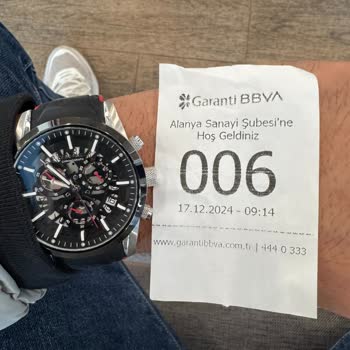 Garanti BBVA
Alanya Sanayi Şubesi'ne
Hoş Geldiniz
006
17.12.2024 - 09:14
www.garantibbva.com.tr | 444 0 333